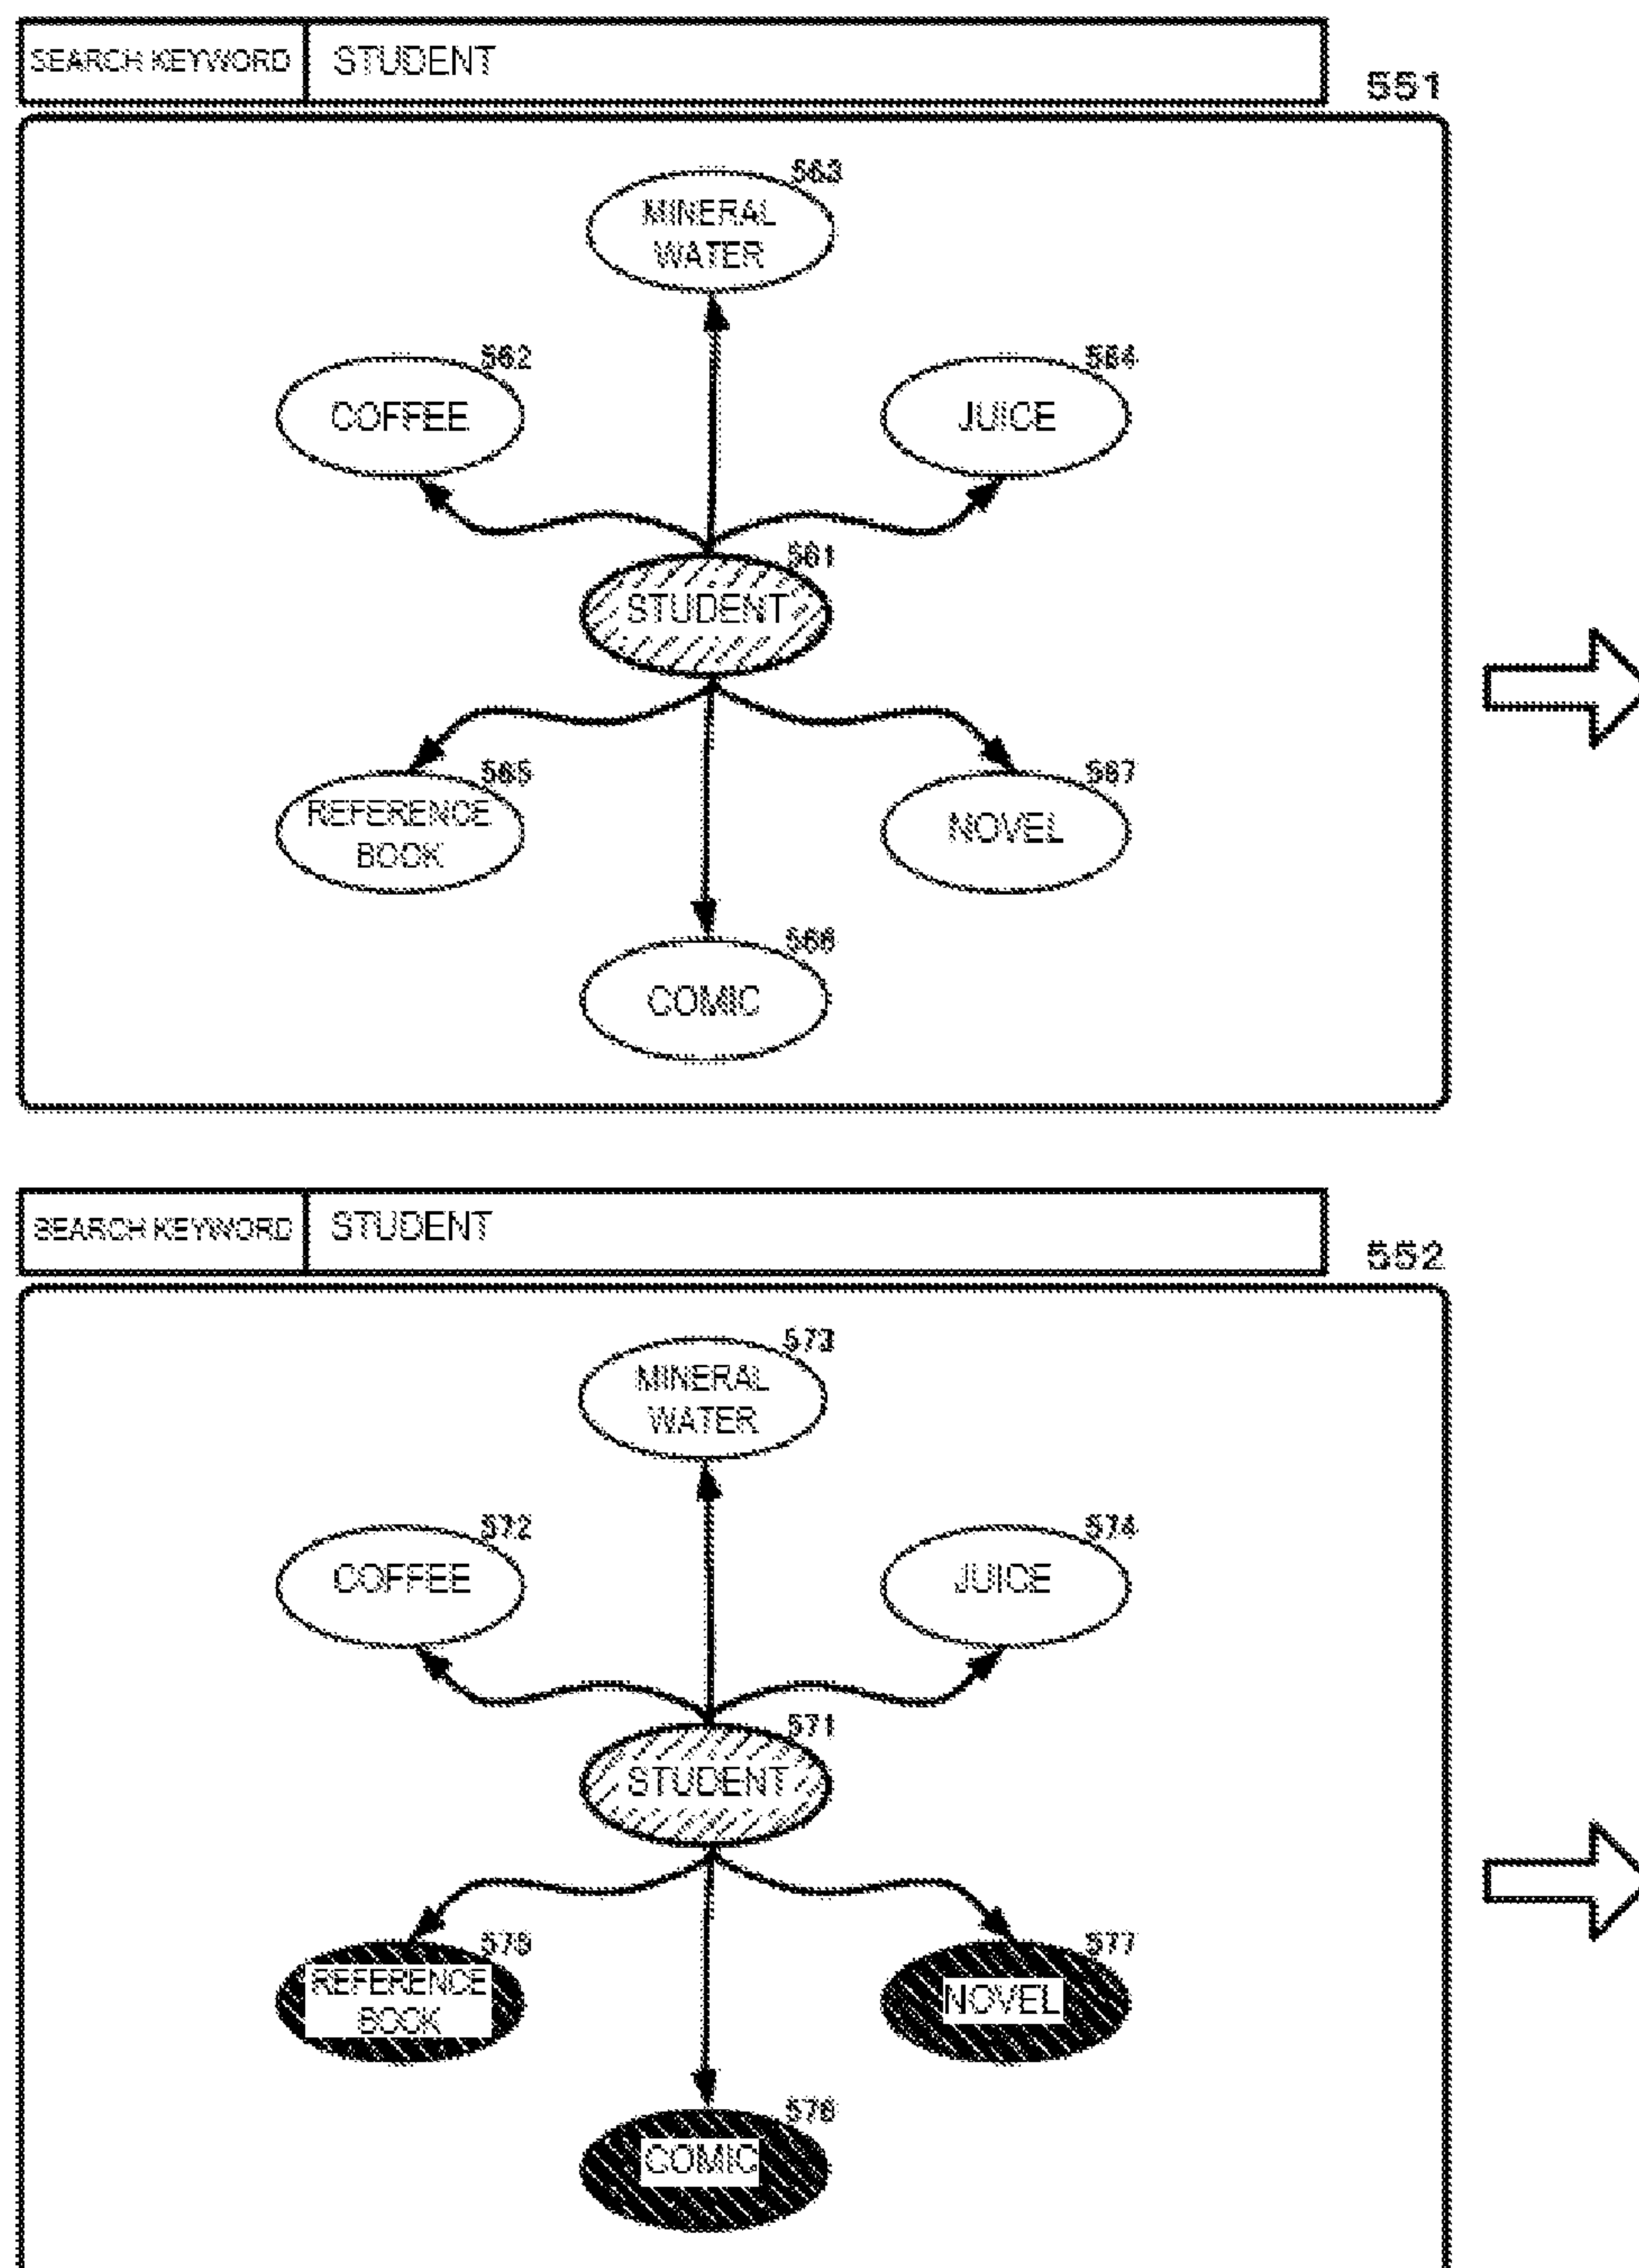 SEARCH KEYWORD STUDENT
551
563
MINERAL
WATER
562
COFFEE
564
JUICE
561
STUDENT
565
REFERENCE
BOOK
567
NOVEL
566
COMIC
SEARCH KEYWORD STUDENT
552
573
MINERAL
WATER
572
COFFEE
574
JUICE
571
STUDENT
575
REFERENCE
BOOK
577
NOVEL
576
COMIC